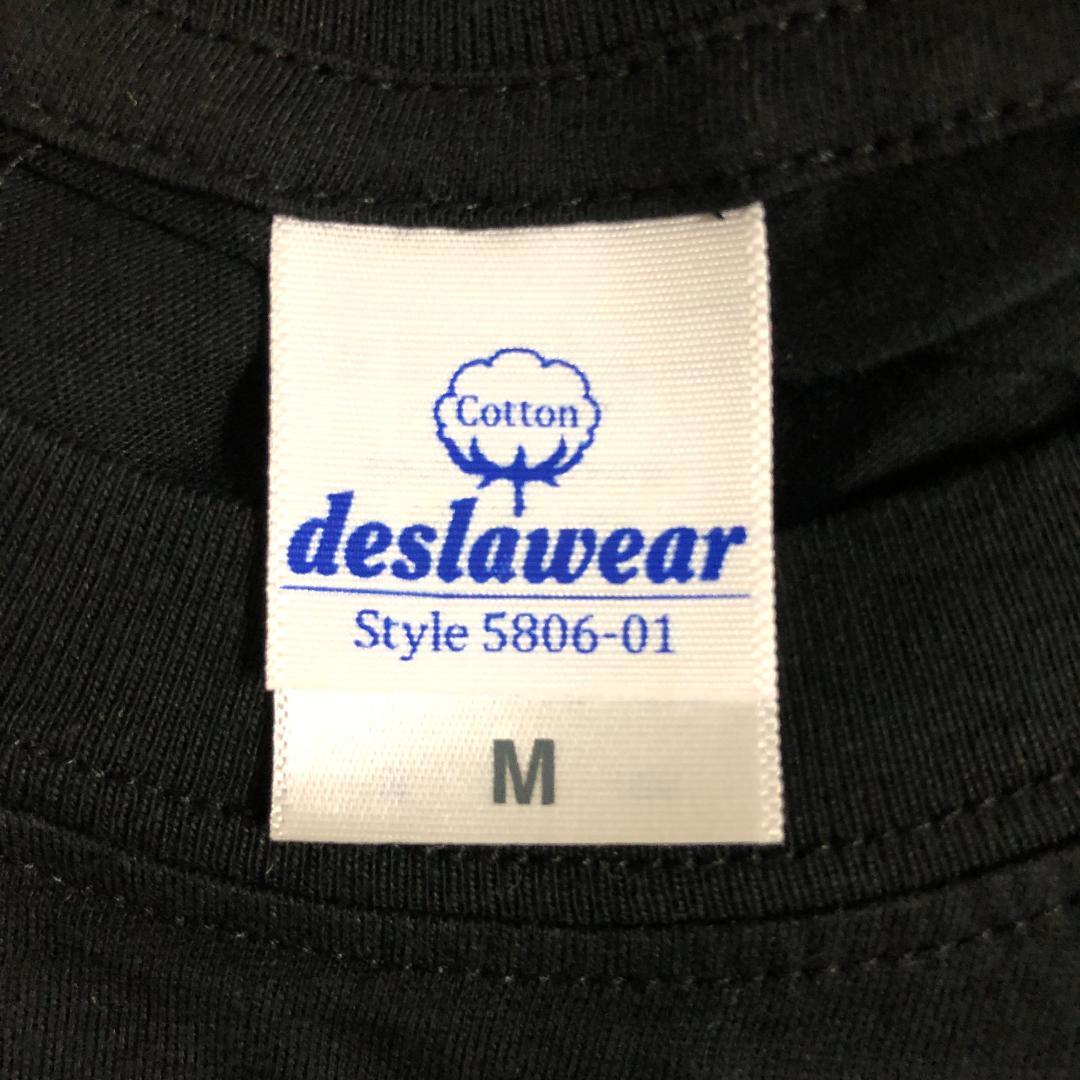 Cotton
deslawear
Style 5806-01
M